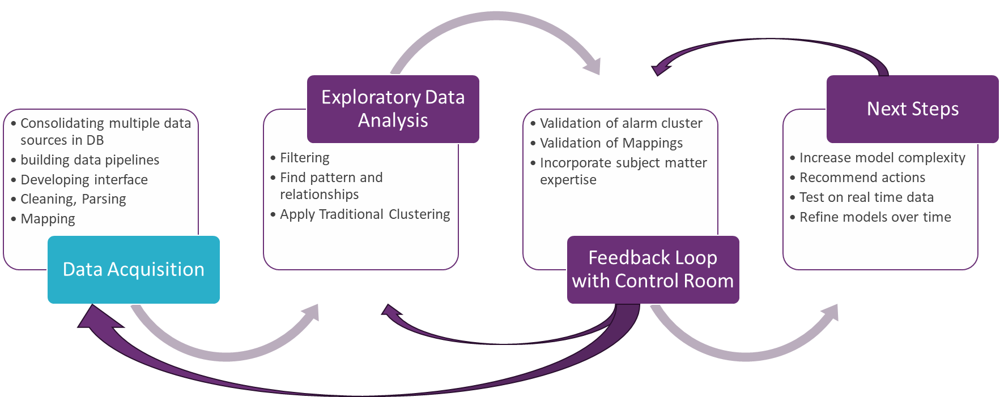 • Consolidating multiple data
sources in DB
• building data pipelines
• Developing interface
• Cleaning, Parsing
• Mapping
Data Acquisition
Exploratory Data
Analysis
• Filtering
• Find pattern and
relationships
• Apply Traditional Clustering
• Validation of alarm cluster
• Validation of Mappings
• Incorporate subject matter
expertise
Feedback Loop
with Control Room
Next Steps
• Increase model complexity
• Recommend actions
• Test on real time data
• Refine models over time